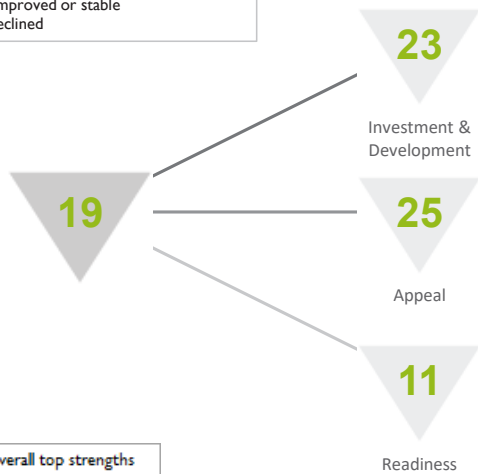 mproved or stable
eclined
23
Investment &
Development
19
25
Appeal
11
Readiness
verall top strengths